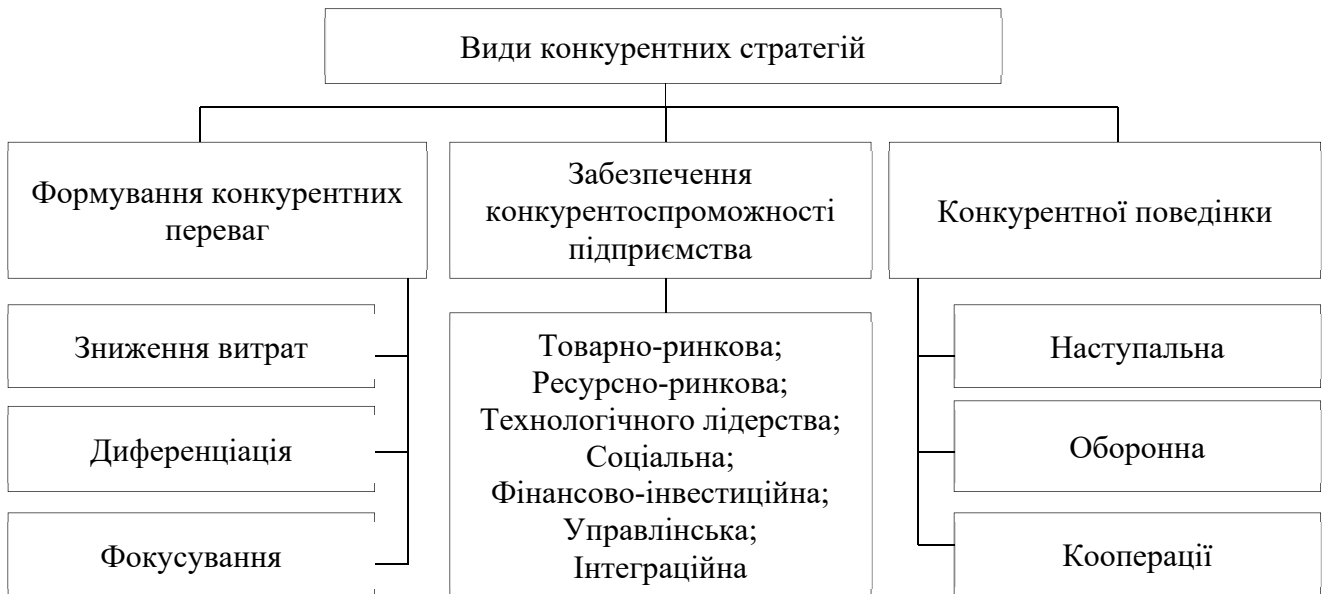 Види конкурентних стратегій
Формування конкурентних
переваг
Забезпечення
конкурентоспроможності
підприємства
Конкурентної поведінки
Зниження витрат
Диференціація
Фокусування
Товарно-ринкова;
Ресурсно-ринкова;
Технологічного лідерства;
Соціальна;
Фінансово-інвестиційна;
Управлінська;
Інтеграційна
Наступальна
Оборонна
Кооперації